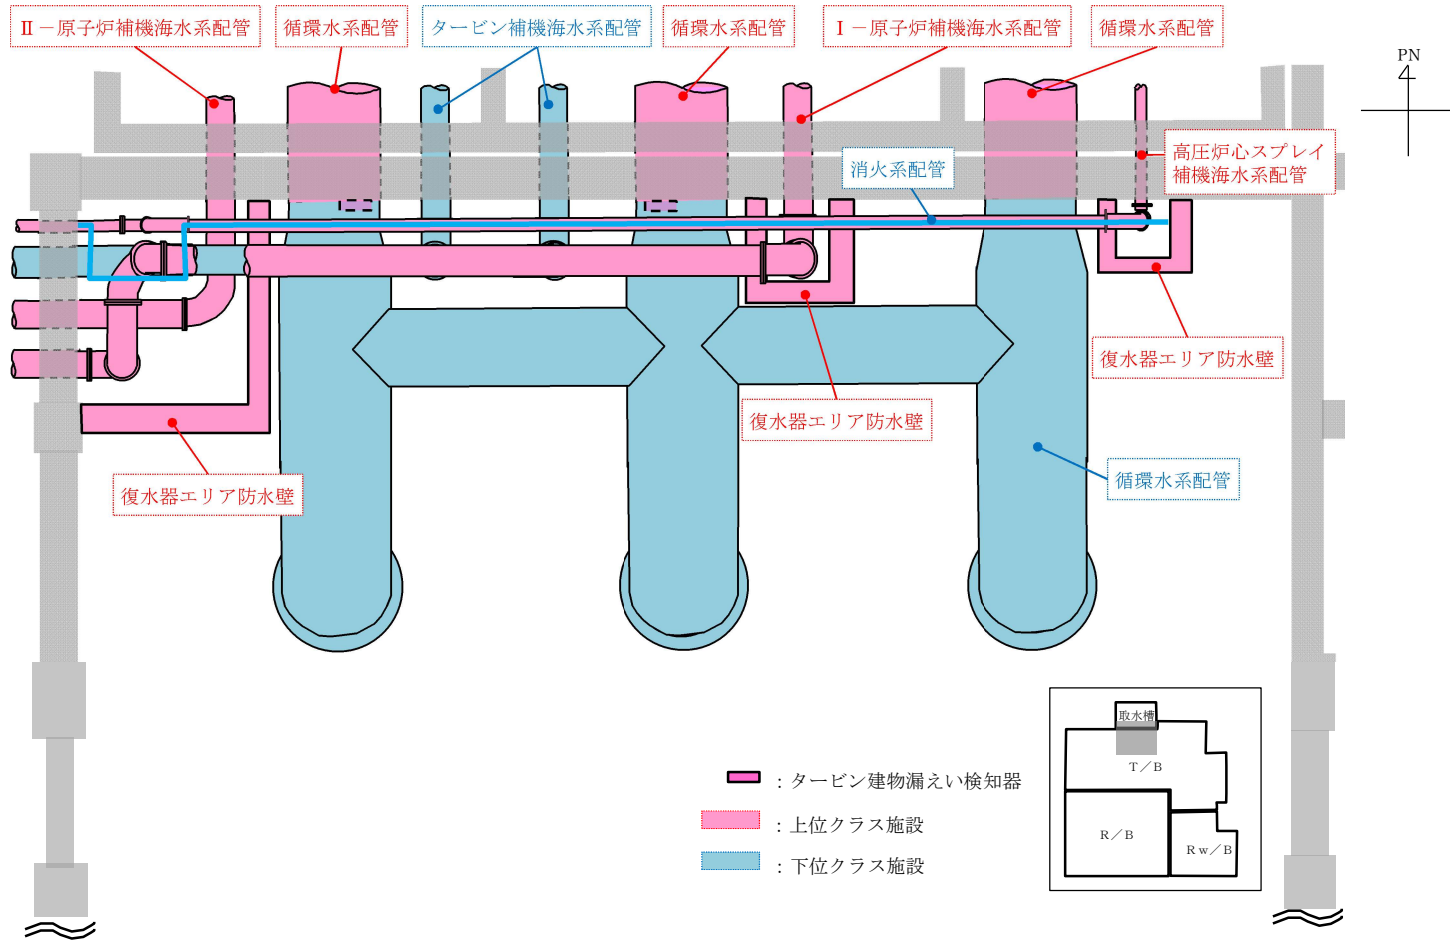 Ⅱ－原子炉補機海水系配管
循環水系配管
タービン補機海水系配管
循環水系配管
Ⅰ－原子炉補機海水系配管
循環水系配管
PN
消火系配管
高圧炉心スプレイ
補機海水系配管
復水器エリア防水壁
復水器エリア防水壁
循環水系配管
復水器エリア防水壁
取水槽
T／B
R／B
Rw／B
：タービン建物漏えい検知器
：上位クラス施設
：下位クラス施設